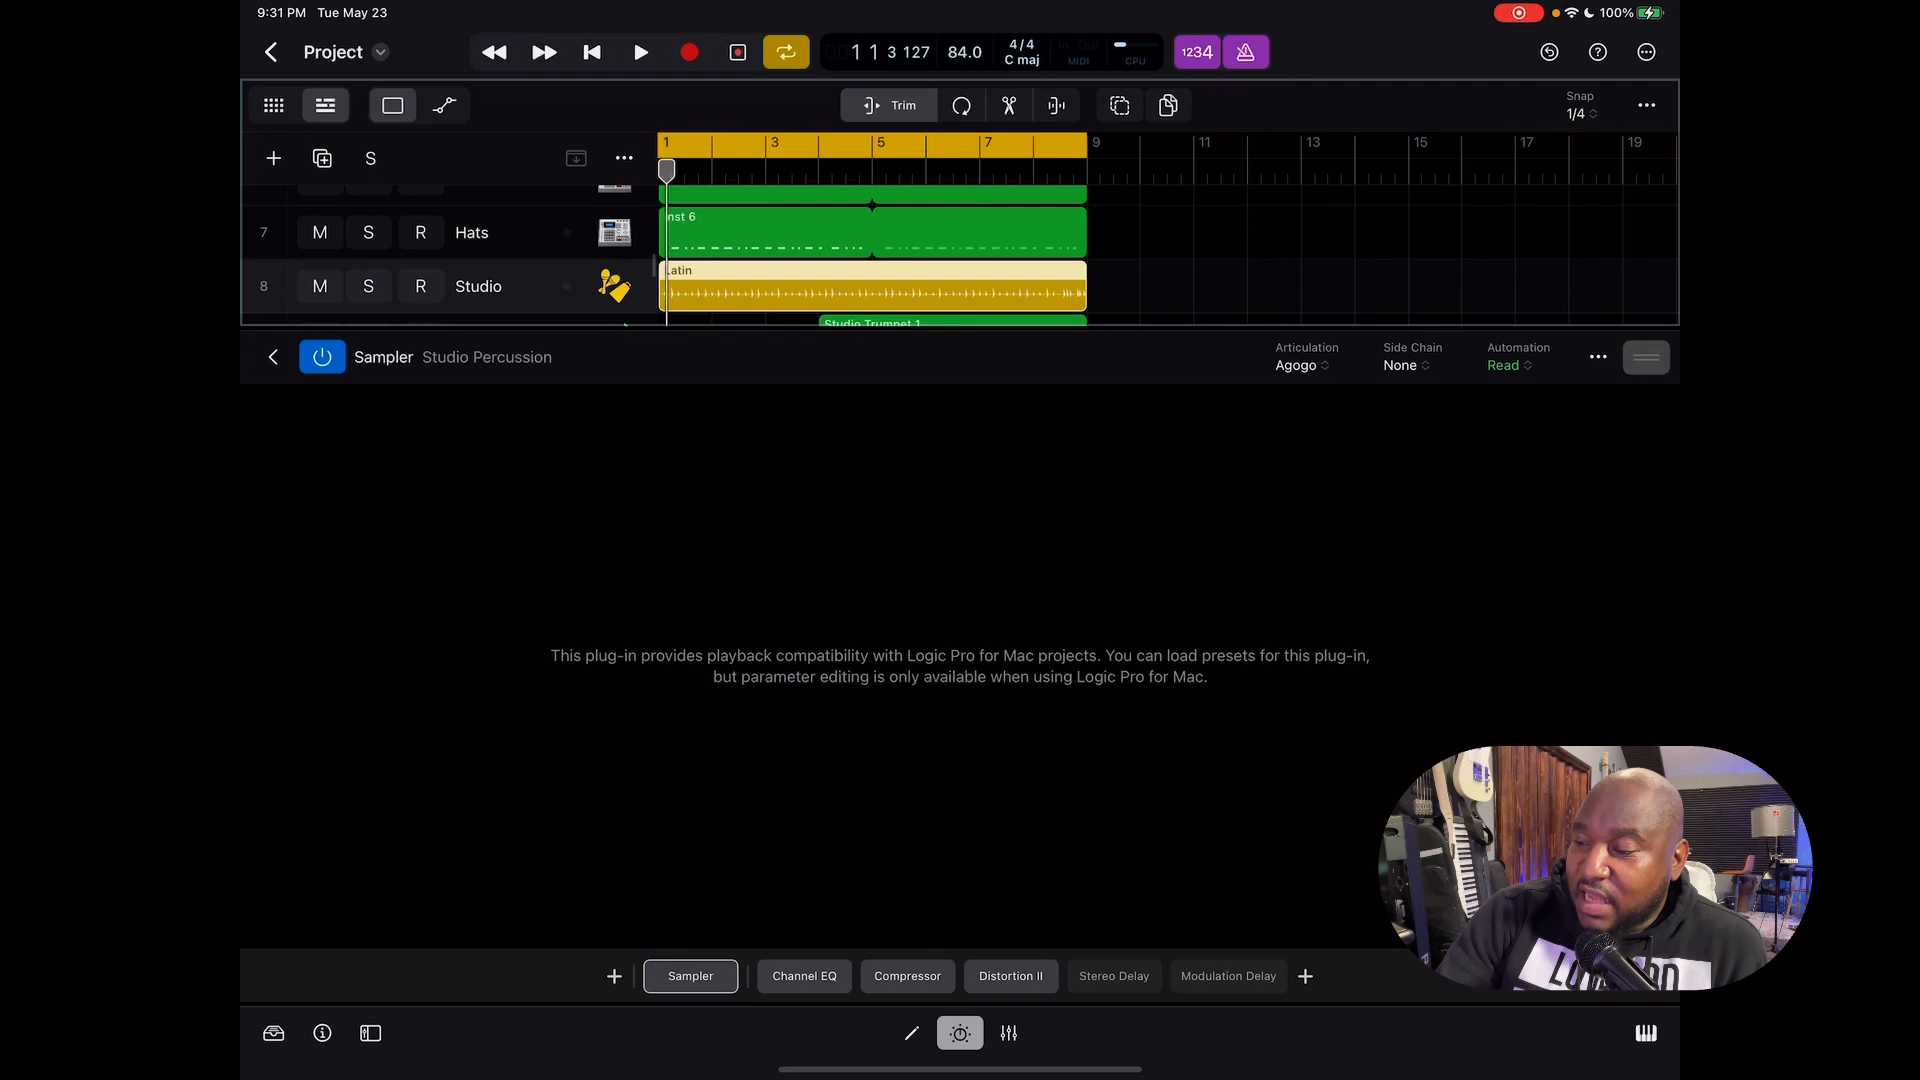 9:31 PM Tue May 23
100%
Project
1 1 3 127
84.0
4/4
C maj
In Out
MIDI
CPU
1234
Trim
Snap
1/4
S
1 3 5 7 9 11 13 15 17 19
7 M S R Hats
nst 6
8 M S R Studio
Latin
Studio Trumpet 1
Sampler Studio Percussion
Articulation
Agogo
Side Chain
None
Automation
Read
This plug-in provides playback compatibility with Logic Pro for Mac projects. You can load presets for this plug-in,
but parameter editing is only available when using Logic Pro for Mac.
Sampler
Channel EQ
Compressor
Distortion II
Stereo Delay
Modulation Delay